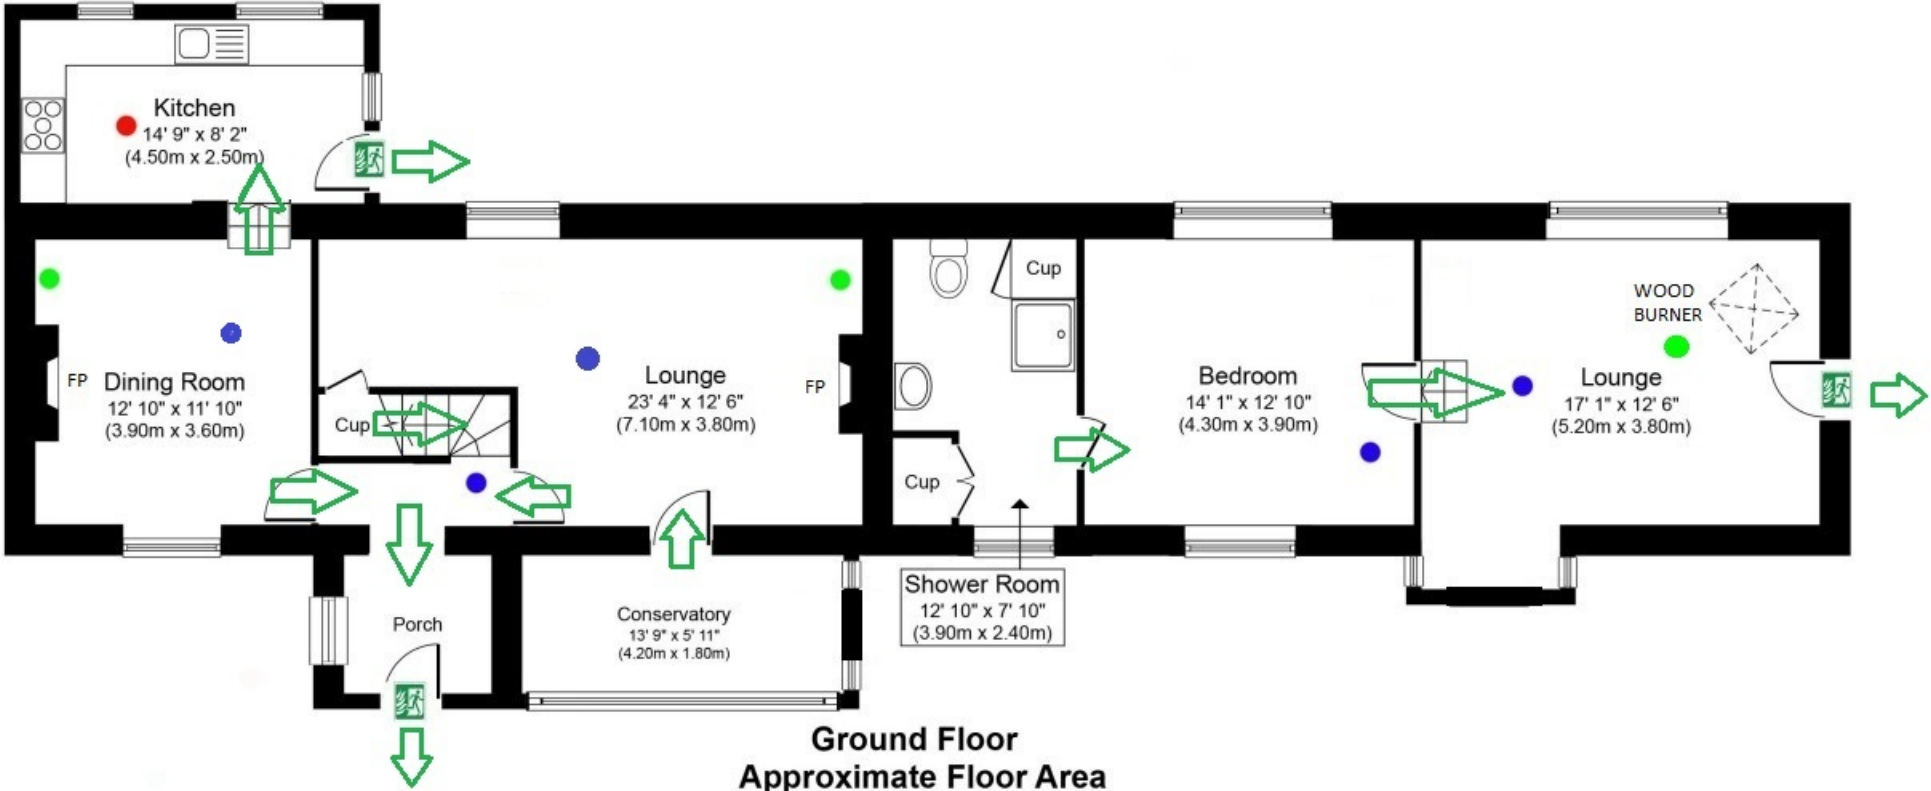 Kitchen
14' 9" x 8' 2"
(4.50m x 2.50m)
FP
Dining Room
12' 10" x 11' 10"
(3.90m x 3.60m)
Cup
Lounge
23' 4" x 12' 6"
(7.10m x 3.80m)
FP
Cup
Cup
Shower Room
12' 10" x 7' 10"
(3.90m x 2.40m)
Bedroom
14' 1" x 12' 10"
(4.30m x 3.90m)
WOOD
BURNER
Lounge
17' 1" x 12' 6"
(5.20m x 3.80m)
Porch
Conservatory
13' 9" x 5' 11"
(4.20m x 1.80m)
Ground Floor
Approximate Floor Area